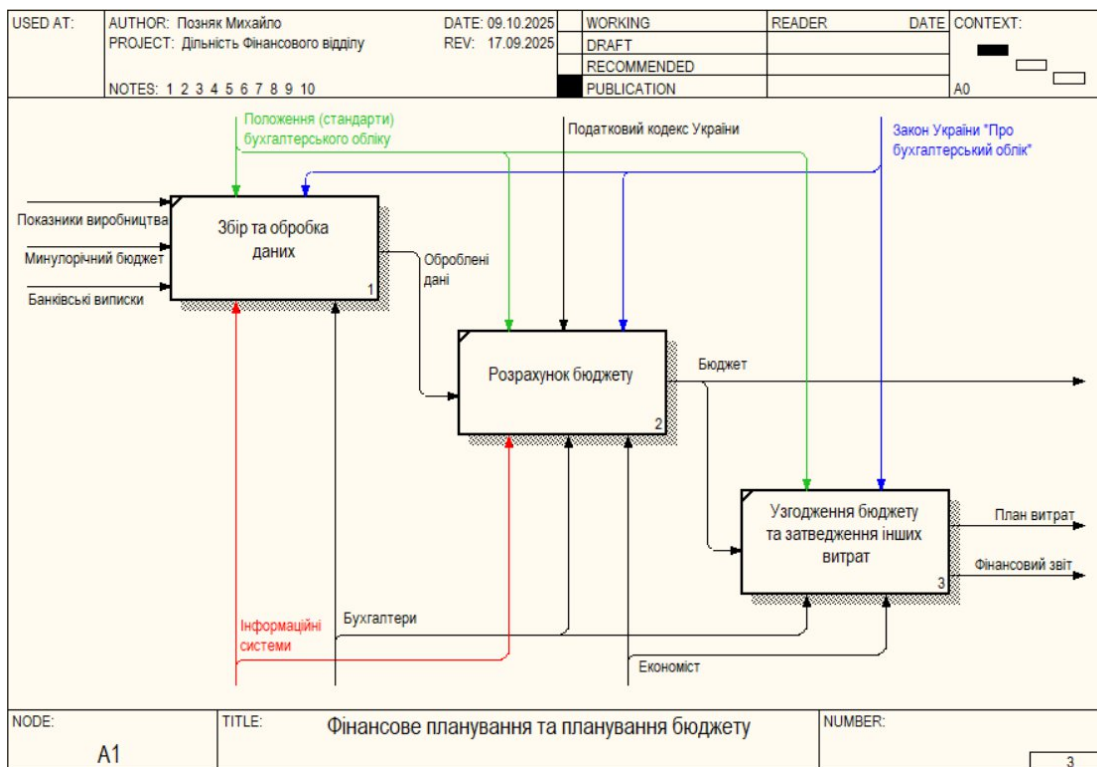 USED AT:
AUTHOR: Позняк Михайло
DATE: 09.10.2025
PROJECT: Дільність Фінансового відділу
REV: 17.09.2025
NOTES: 1 2 3 4 5 6 7 8 9 10
WORKING
DRAFT
RECOMMENDED
PUBLICATION
READER
DATE
CONTEXT:
A0
Положення (стандарти)
бухгалтерського обліку
Податковий кодекс України
Закон України "Про
бухгалтерський облік"
Показники виробництва
Минулорічний бюджет
Банківські виписки
Збір та обробка
даних
1
Оброблені
дані
Розрахунок бюджету
2
Бюджет
Узгодження бюджету
та затведження інших
витрат
3
План витрат
Фінансовий звіт
Інформаційні
системи
Бухгалтери
Економіст
NODE:
A1
TITLE:
Фінансове планування та планування бюджету
NUMBER:
3